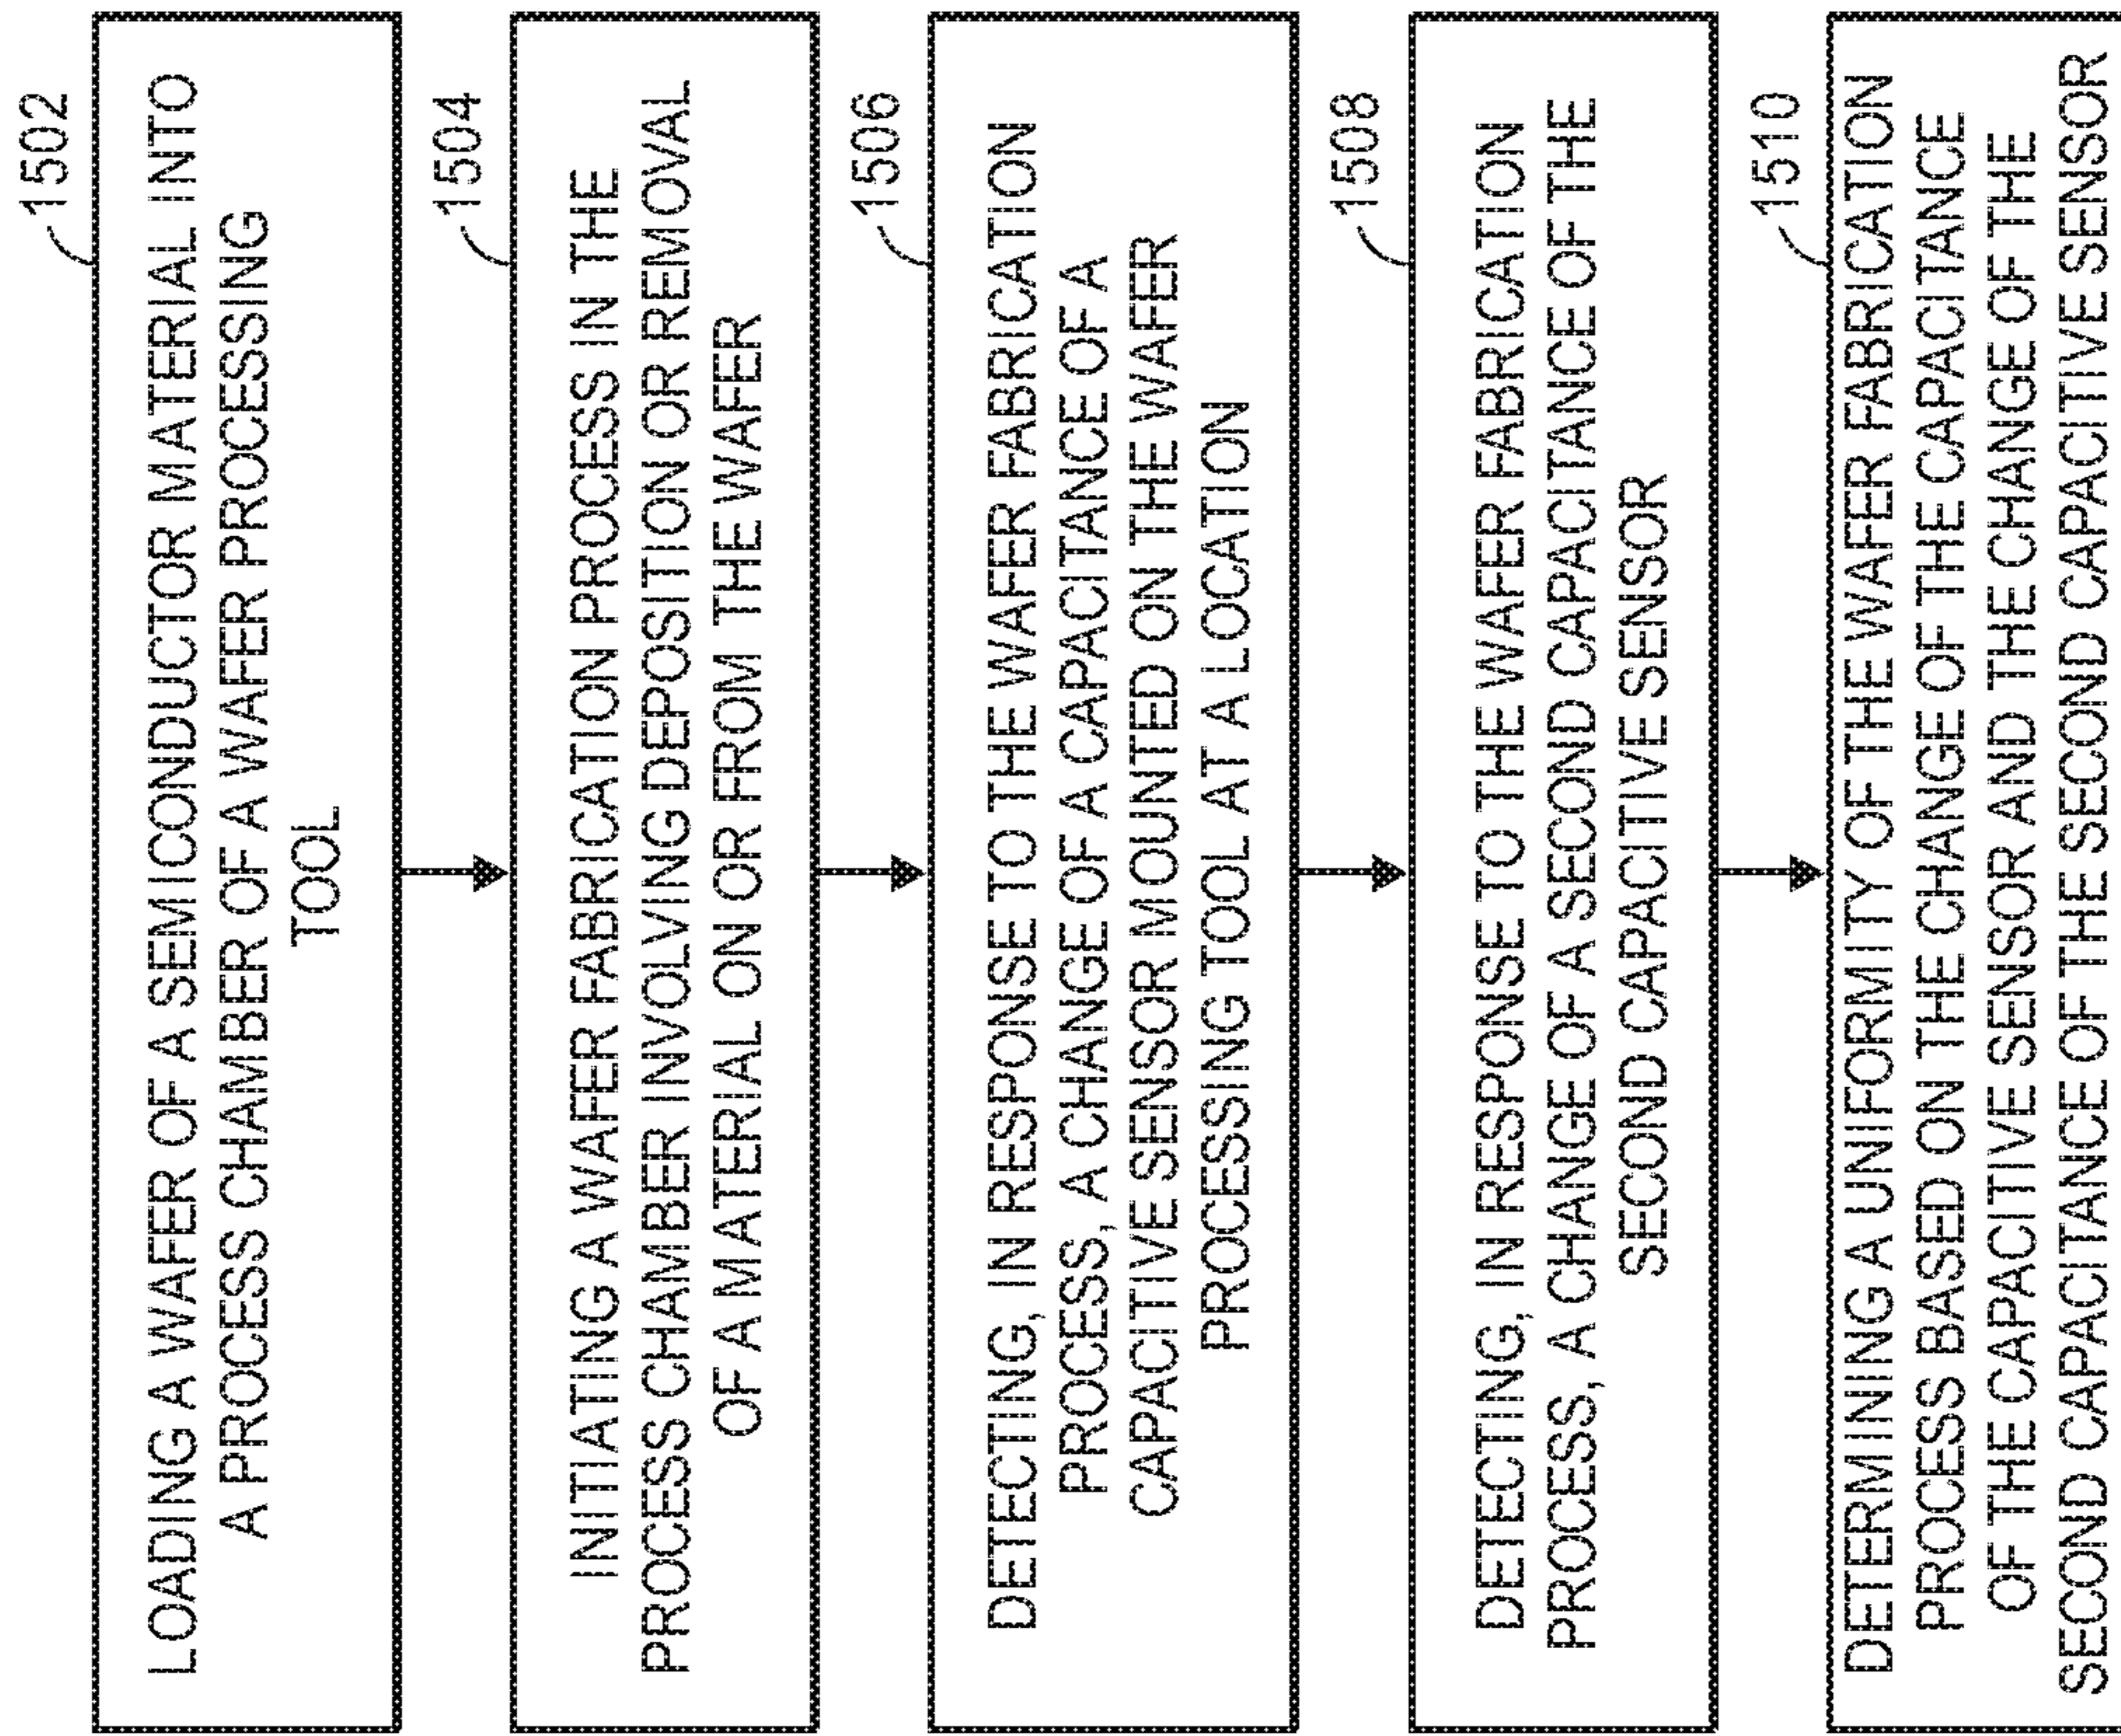 1502
LOADING A WAFER OF A SEMICONDUCTOR MATERIAL INTO
A PROCESS CHAMBER OF A WAFER PROCESSING
TOOL
1504
INITIATING A WAFER FABRICATION PROCESS IN THE
PROCESS CHAMBER INVOLVING DEPOSITION OR REMOVAL
OF A MATERIAL ON OR FROM THE WAFER
1506
DETECTING, IN RESPONSE TO THE WAFER FABRICATION
PROCESS, A CHANGE OF A CAPACITANCE OF A
CAPACITIVE SENSOR MOUNTED ON THE WAFER
PROCESSING TOOL AT A LOCATION
1508
DETECTING, IN RESPONSE TO THE WAFER FABRICATION
PROCESS, A CHANGE OF A SECOND CAPACITANCE OF THE
SECOND CAPACITIVE SENSOR
1510
DETERMINING A UNIFORMITY OF THE WAFER FABRICATION
PROCESS BASED ON THE CHANGE OF THE CAPACITANCE
OF THE CAPACITIVE SENSOR AND THE CHANGE OF THE
SECOND CAPACITANCE OF THE SECOND CAPACITIVE SENSOR